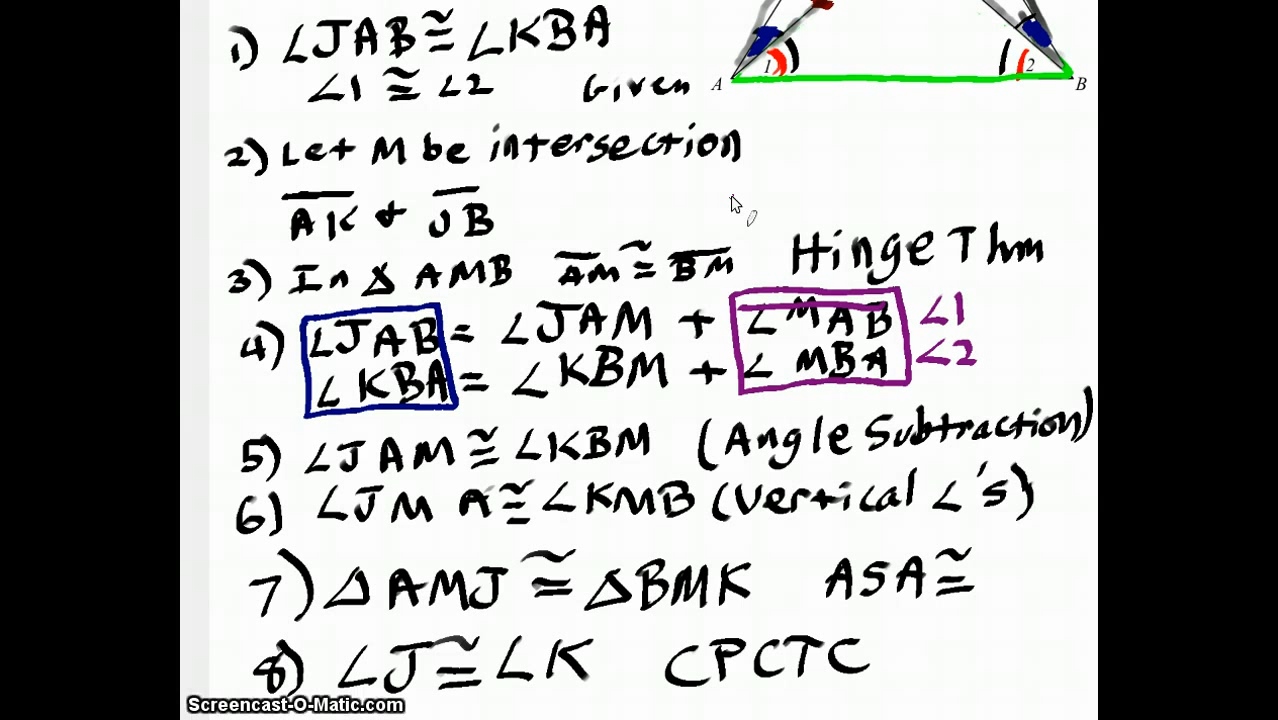 1) ∠JAB ≅ ∠KBA
∠1 ≅ ∠2 Given
A 1 2 B
2) Let M be intersection
AK + JB
3) In Δ AMB AM ≅ BM Hinge Thm
4) ∠JAB = ∠JAM + ∠MAB ∠1
∠KBA = ∠KBM + ∠MBA ∠2
5) ∠JAM ≅ ∠KBM (Angle Subtraction)
6) ∠JMA ≅ ∠KMB (Vertical ∠'s)
7) ΔAMJ ≅ ΔBMK ASA ≅
8) ∠J ≅ ∠K CPCTC
Screencast-O-Matic.com